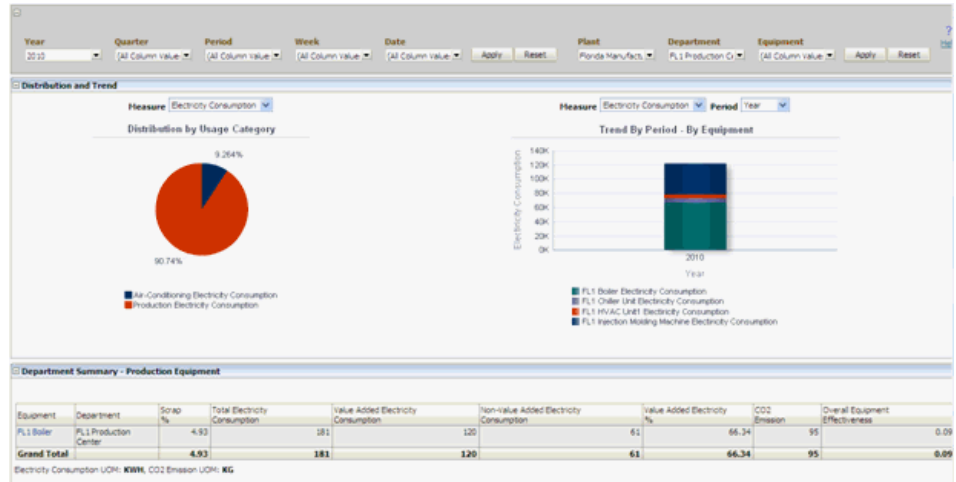 ?
Year Quarter Period Week Date Plant Department Equipment
2010 (All Column Value (All Column Value (All Column Value (All Column Value Apply Reset Florida Manufact FL1 Production C (All Column Value Apply Reset
Distribution and Trend
Measure Electricity Consumption Measure Electricity Consumption Period Year
Distribution by Usage Category Trend By Period - By Equipment
9.264%
90.74%
Air-Conditioning Electricity Consumption
Production Electricity Consumption
Electricity Consumption
140K
120K
100K
80K
60K
40K
20K
0K
2010
Year
FL1 Boiler Electricity Consumption
FL1 Chiller Unit Electricity Consumption
FL1 HVAC Unit1 Electricity Consumption
FL1 Injection Molding Machine Electricity Consumption
Department Summary - Production Equipment
Equipment Department Scrap % Total Electricity Consumption Value Added Electricity Consumption Non-Value Added Electricity Consumption Value Added Electricity % CO2 Emission Overall Equipment Effectiveness
FL1 Boiler FL1 Production Center 4.93 181 120 61 66.34 95 0.09
Grand Total 4.93 181 120 61 66.34 95 0.09
Electricity Consumption UOM: KWH, CO2 Emission UOM: KG